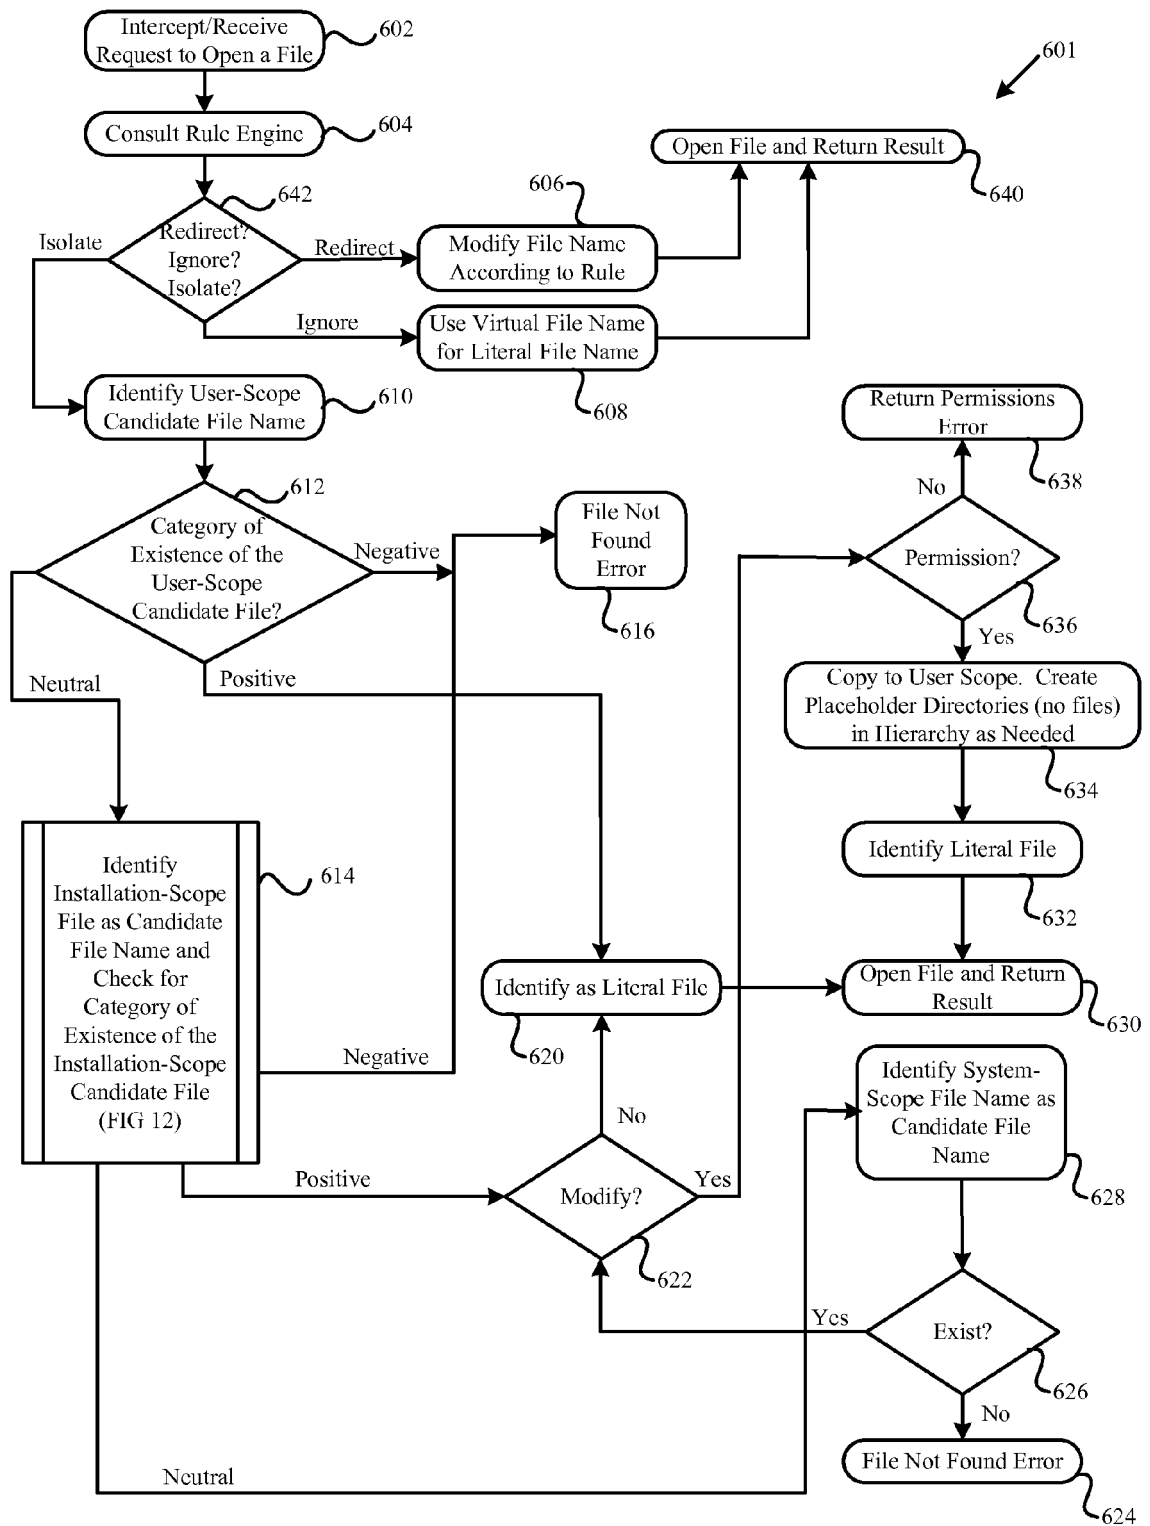 Intercept/Receive
Request to Open a File
602
601
Consult Rule Engine
604
Open File and Return Result
640
642
Redirect?
Ignore?
Isolate?
Isolate
Redirect
606
Modify File Name
According to Rule
Ignore
Use Virtual File Name
for Literal File Name
608
Identify User-Scope
Candidate File Name
610
Return Permissions
Error
638
No
612
Category of
Existence of the
User-Scope
Candidate File?
Negative
File Not
Found
Error
616
Permission?
636
Yes
Neutral
Positive
Copy to User Scope. Create
Placeholder Directories (no files)
in Hierarchy as Needed
634
Identify
Installation-Scope
File as Candidate
File Name and
Check for
Category of
Existence of the
Installation-Scope
Candidate File
(FIG 12)
614
Identify Literal File
632
Identify as Literal File
620
Open File and Return
Result
630
Negative
Identify System-
Scope File Name as
Candidate File
Name
628
No
Positive
Modify?
Yes
622
Yes
Exist?
626
No
Neutral
File Not Found Error
624